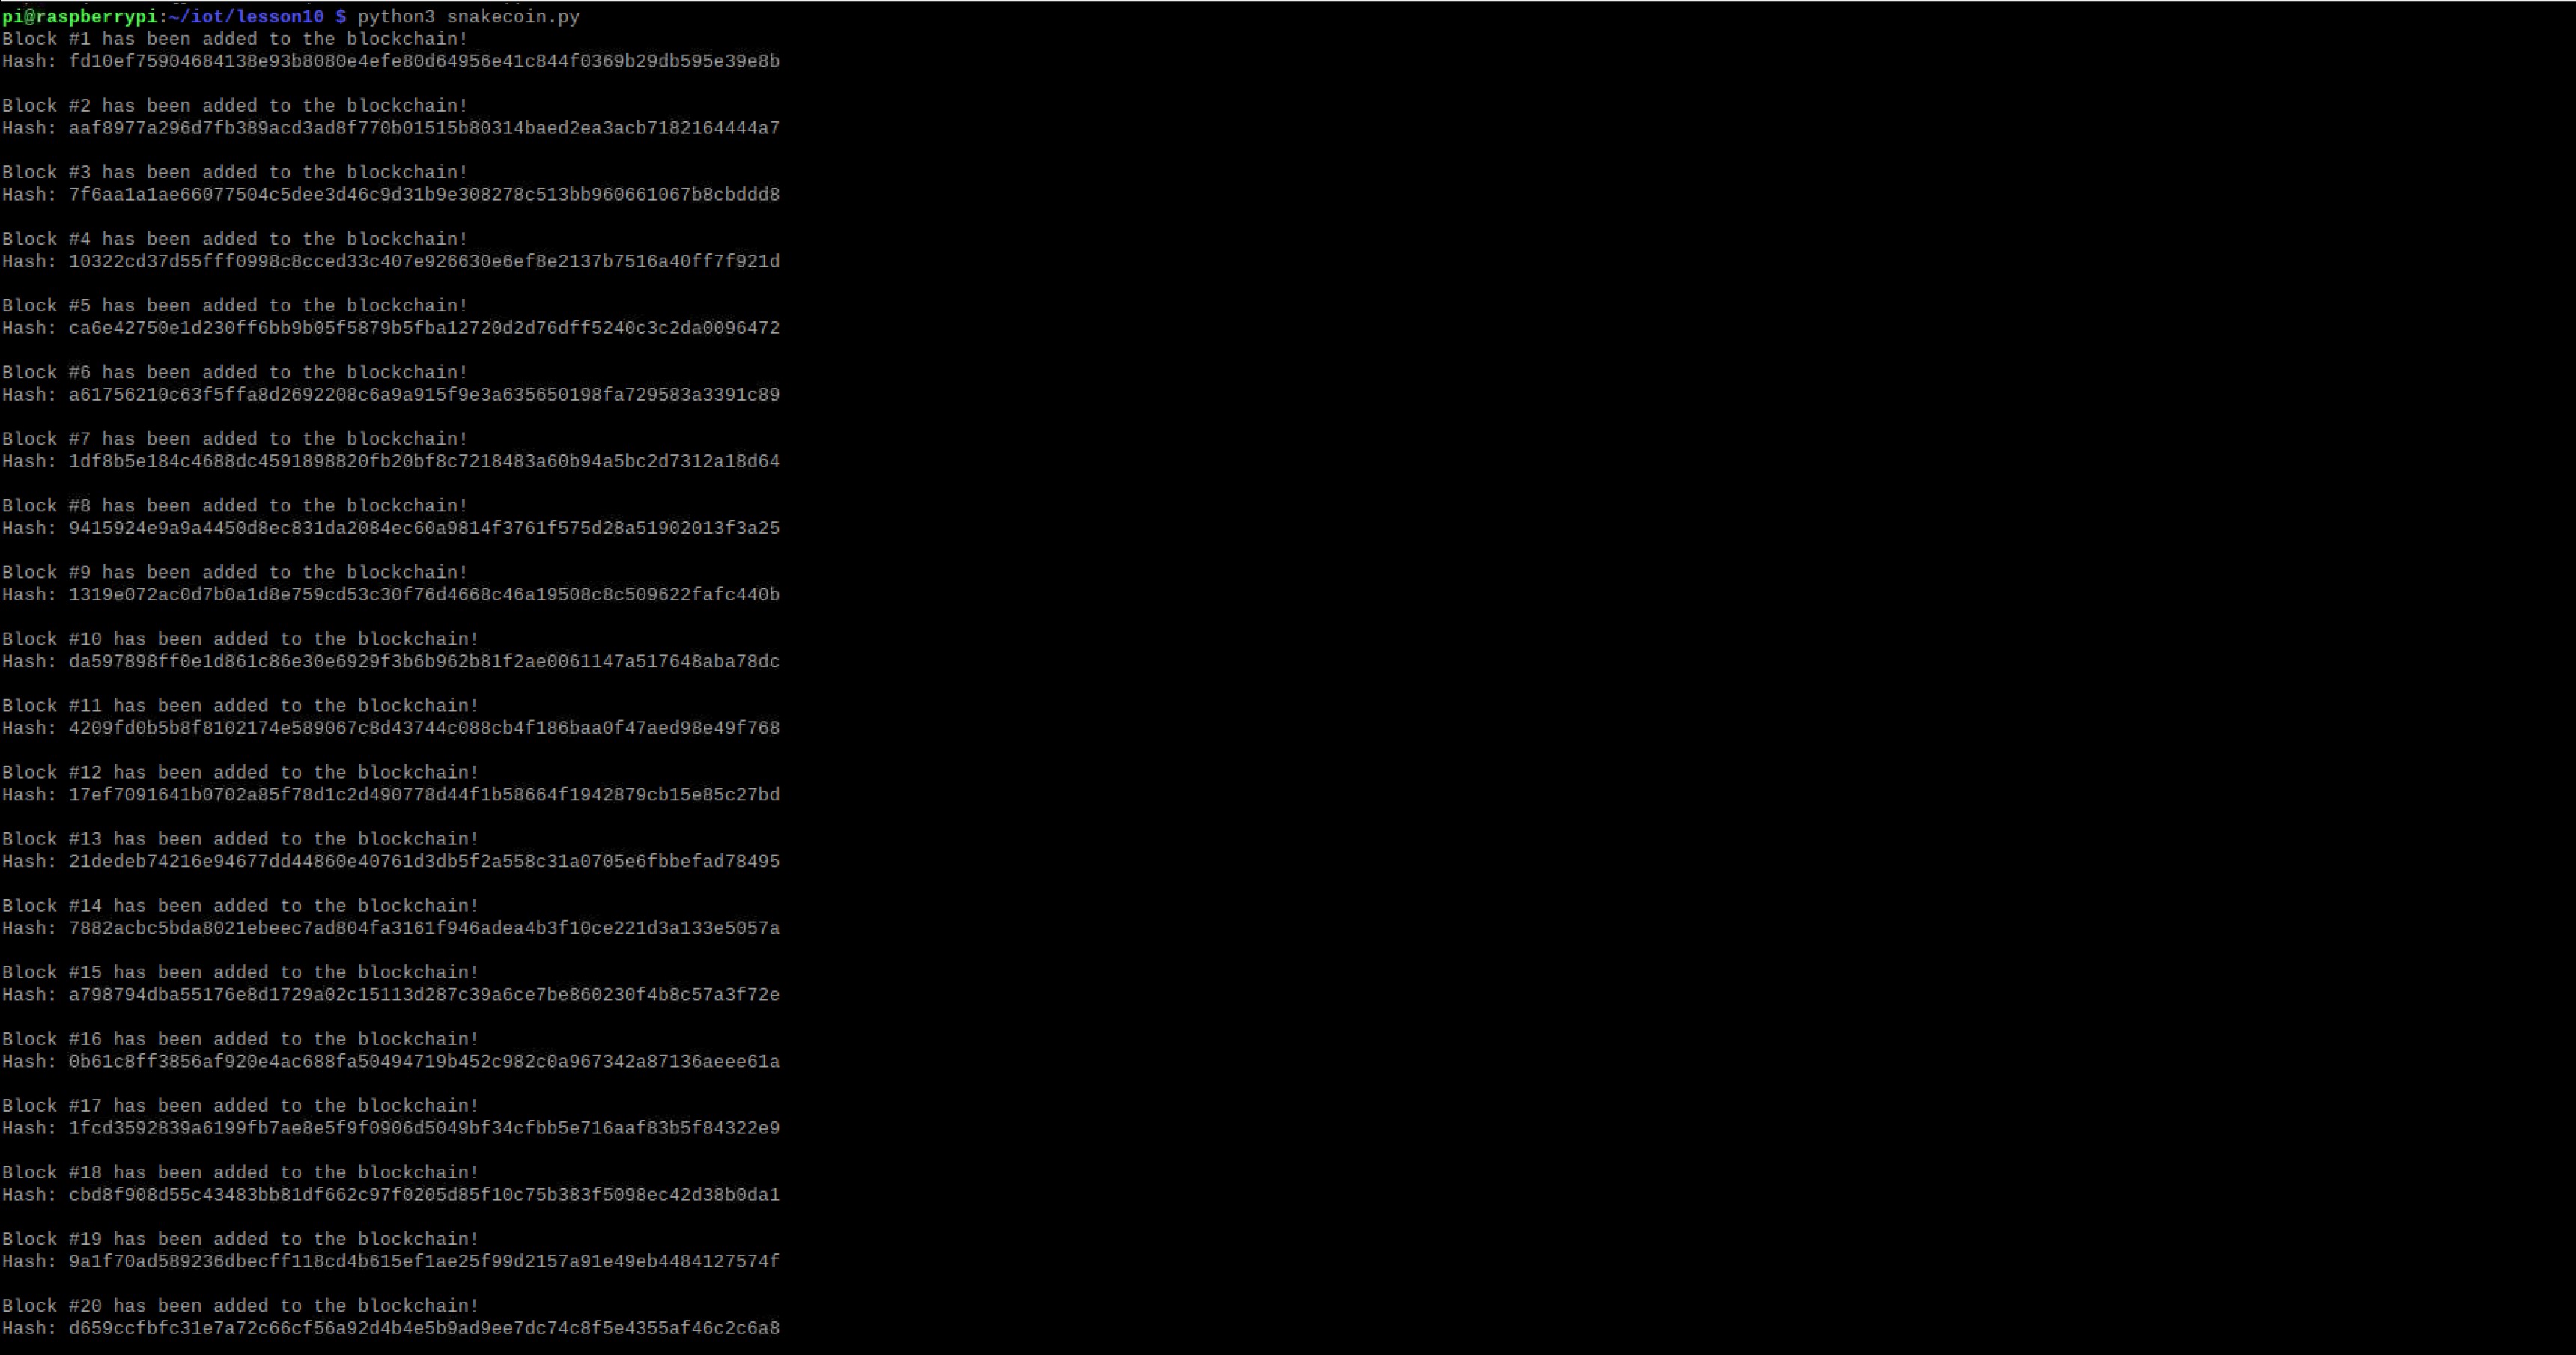 pi@raspberrypi:~/iot/lesson10 $ python3 snakecoin.py
Block #1 has been added to the blockchain!
Hash: fd10ef75904684138e93b8080e4efe80d64956e41c844f0369b29db595e39e8b
Block #2 has been added to the blockchain!
Hash: aaf8977a296d7fb389acd3ad8f770b01515b80314baed2ea3acb7182164444a7
Block #3 has been added to the blockchain!
Hash: 7f6aa1a1ae66077504c5dee3d46c9d31b9e308278c513bb960661067b8cbddd8
Block #4 has been added to the blockchain!
Hash: 10322cd37d55fff0998c8cced33c407e926630e6ef8e2137b7516a40ff7f921d
Block #5 has been added to the blockchain!
Hash: ca6e42750e1d230ff6bb9b05f5879b5fba12720d2d76dff5240c3c2da0096472
Block #6 has been added to the blockchain!
Hash: a61756210c63f5ffa8d2692208c6a9a915f9e3a635650198fa729583a3391c89
Block #7 has been added to the blockchain!
Hash: 1df8b5e184c4688dc4591898820fb20bf8c7218483a60b94a5bc2d7312a18d64
Block #8 has been added to the blockchain!
Hash: 9415924e9a9a4450d8ec831da2084ec60a9814f3761f575d28a51902013f3a25
Block #9 has been added to the blockchain!
Hash: 1319e072ac0d7b0a1d8e759cd53c30f76d4668c46a19508c8c509622fafc440b
Block #10 has been added to the blockchain!
Hash: da597898ff0e1d861c86e30e6929f3b6b962b81f2ae0061147a517648aba78dc
Block #11 has been added to the blockchain!
Hash: 4209fd0b5b8f8102174e589067c8d43744c088cb4f186baa0f47aed98e49f768
Block #12 has been added to the blockchain!
Hash: 17ef7091641b0702a85f78d1c2d490778d44f1b58664f1942879cb15e85c27bd
Block #13 has been added to the blockchain!
Hash: 21dedeb74216e94677dd44860e40761d3db5f2a558c31a0705e6fbbefad78495
Block #14 has been added to the blockchain!
Hash: 7882acbc5bda8021ebeec7ad804fa3161f946adea4b3f10ce221d3a133e5057a
Block #15 has been added to the blockchain!
Hash: a798794dba55176e8d1729a02c15113d287c39a6ce7be860230f4b8c57a3f72e
Block #16 has been added to the blockchain!
Hash: 0b61c8ff3856af920e4ac688fa50494719b452c982c0a967342a87136aeee61a
Block #17 has been added to the blockchain!
Hash: 1fcd3592839a6199fb7ae8e5f9f0906d5049bf34cfbb5e716aaf83b5f84322e9
Block #18 has been added to the blockchain!
Hash: cbd8f908d55c43483bb81df662c97f0205d85f10c75b383f5098ec42d38b0da1
Block #19 has been added to the blockchain!
Hash: 9a1f70ad589236dbecff118cd4b615ef1ae25f99d2157a91e49eb4484127574f
Block #20 has been added to the blockchain!
Hash: d659ccfbfc31e7a72c66cf56a92d4b4e5b9ad9ee7dc74c8f5e4355af46c2c6a8